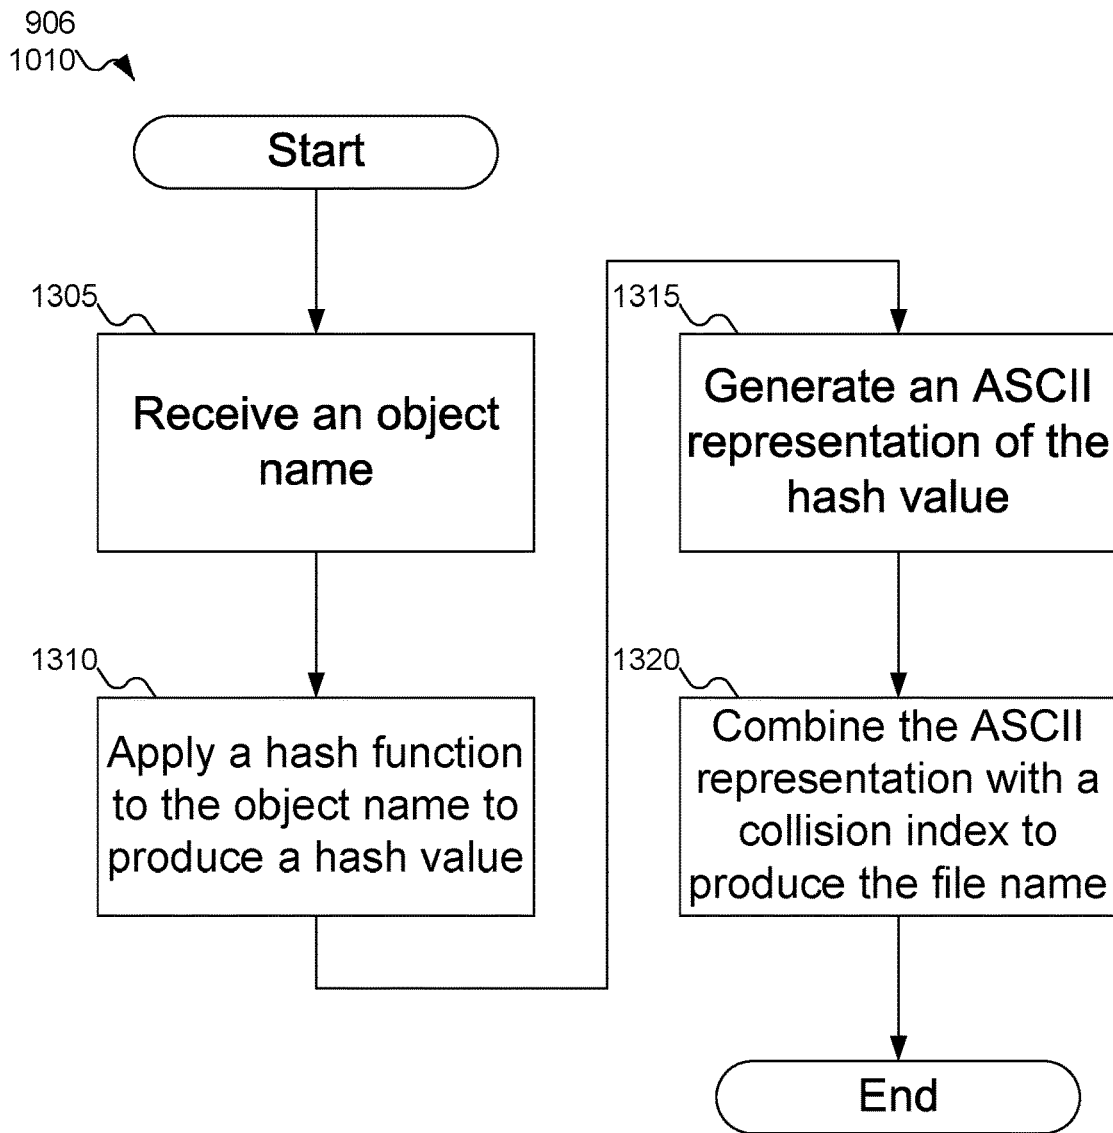 906
1010
Start
1305
Receive an object
name
1310
Apply a hash function
to the object name to
produce a hash value
1315
Generate an ASCII
representation of the
hash value
1320
Combine the ASCII
representation with a
collision index to
produce the file name
End